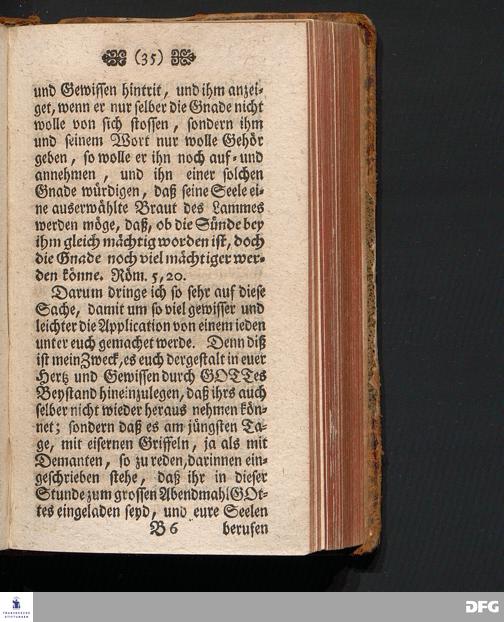 (35)
und Gewissen hintrit, und ihm anzei-
get, wenn er nur selber die Gnade nicht
wolle von sich stossen, sondern ihm
und seinem Wort nur wolle Gehör
geben, so wolle er ihn noch auf- und
annehmen, und ihn einer solchen
Gnade würdigen, daß seine Seele ei-
ne auserwählte Braut des Lammes
werden möge, daß, ob die Sünde bey
ihm gleich mächtig worden ist, doch
die Gnade noch viel mächtiger wer-
den könne. Röm. 5, 20.
Darum dringe ich so sehr auf diese
Sache, damit um so viel gewisser und
leichter die Application von einem ieden
unter euch gemachet werde. Denn diß
ist mein Zweck, es euch dergestalt in euer
Hertz und Gewissen durch GOTTes
Beystand hineinzulegen, daß ihrs auch
selber nicht wieder heraus nehmen kön-
net; sondern daß es am jüngsten Ta-
ge, mit eisernen Griffeln, ja als mit
Demanten, so zu reden, darinnen ein-
geschrieben stehe, daß ihr in dieser
Stunde zum grossen Abendmahl GOt-
tes eingeladen seyd, und eure Seelen
B 6 berufen
FRANCKESCHE
STIFTUNGEN
DFG